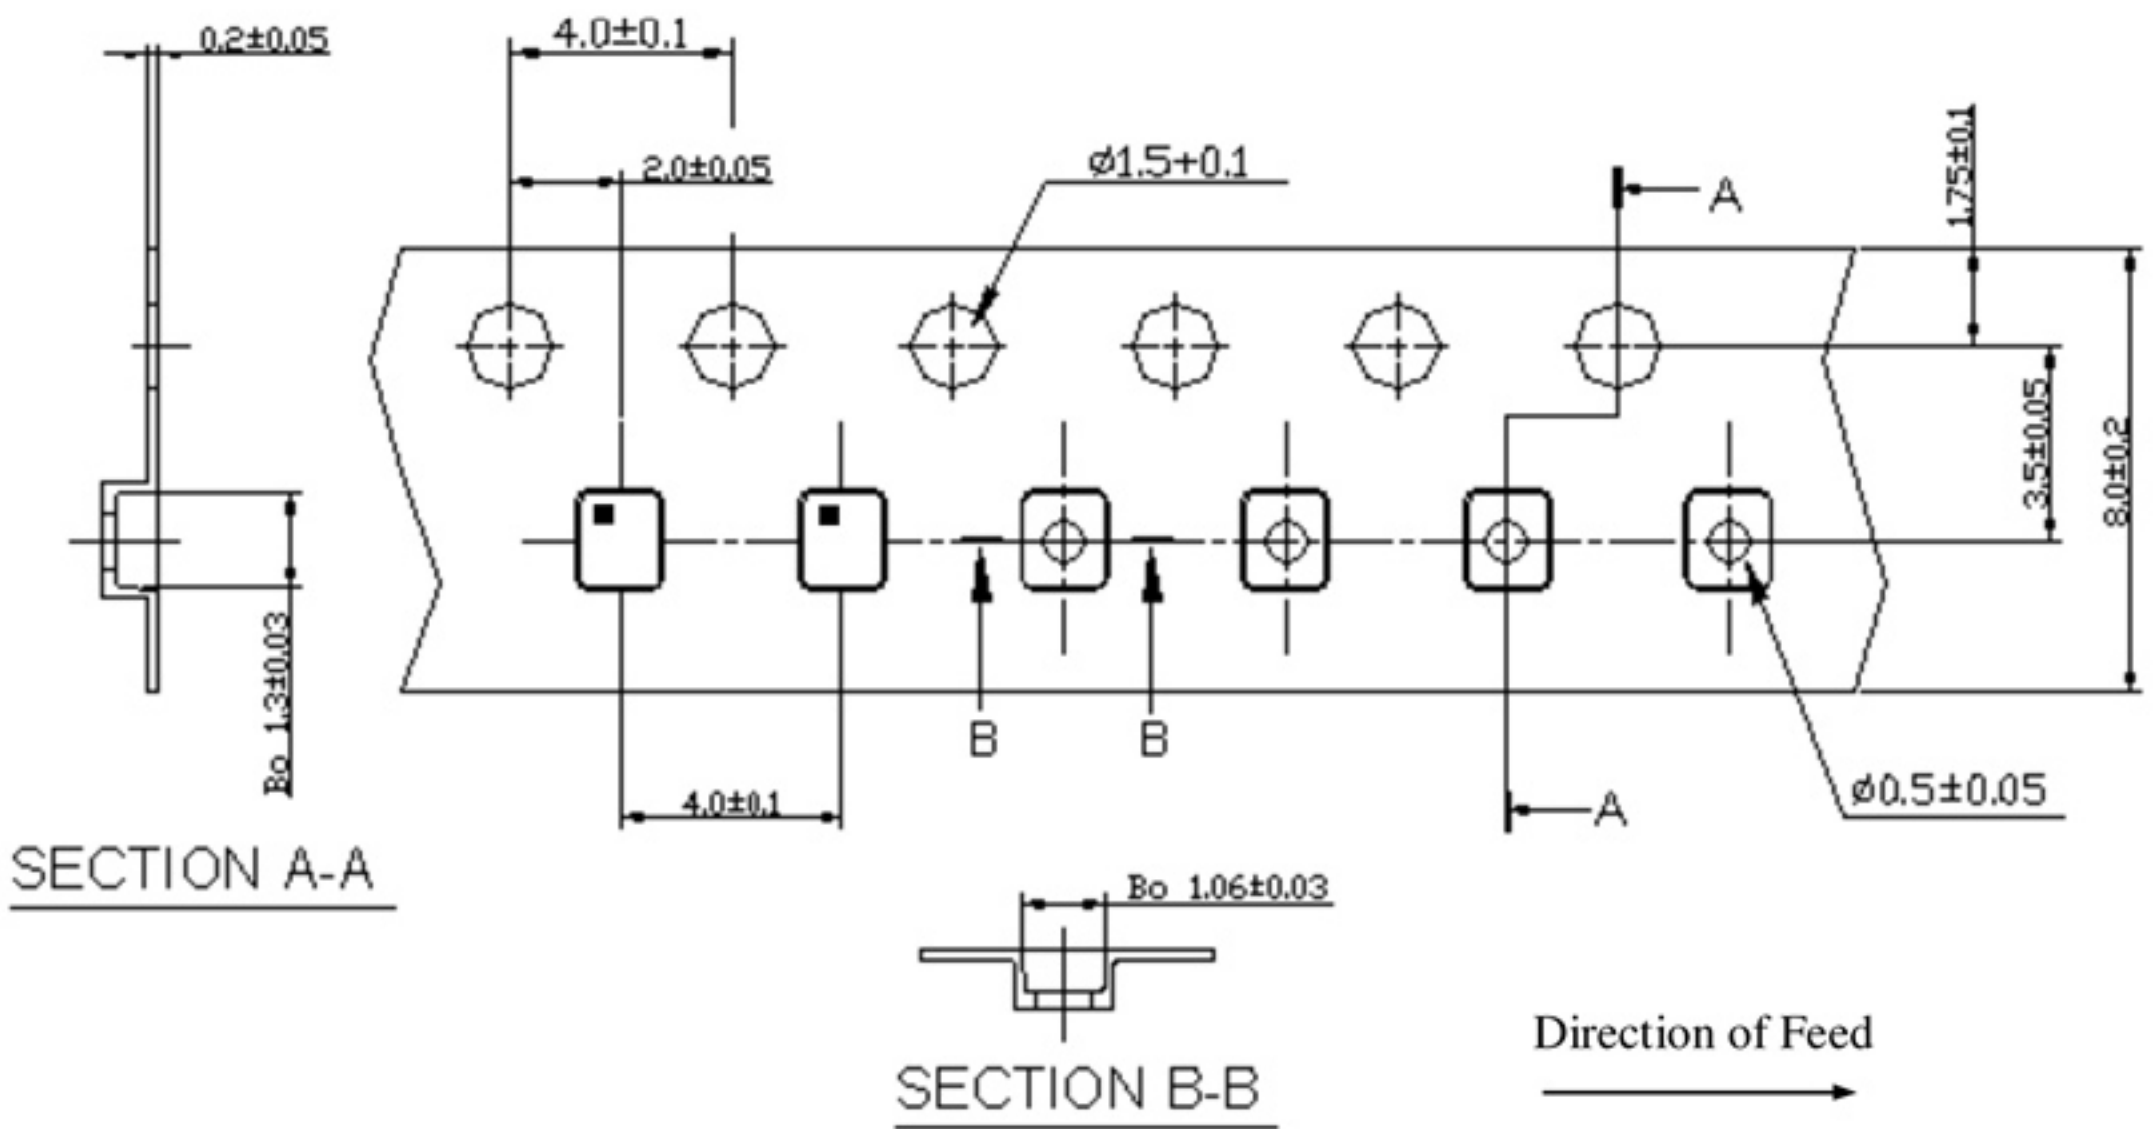 0.2±0.05
4.0±0.1
2.0±0.05
Ø1.5+0.1
A
1.75±0.1
3.5±0.05
8.0±0.2
Bo 1.3±0.03
B
B
4.0±0.1
A
Ø0.5±0.05
SECTION A-A
Bo 1.06±0.03
SECTION B-B
Direction of Feed